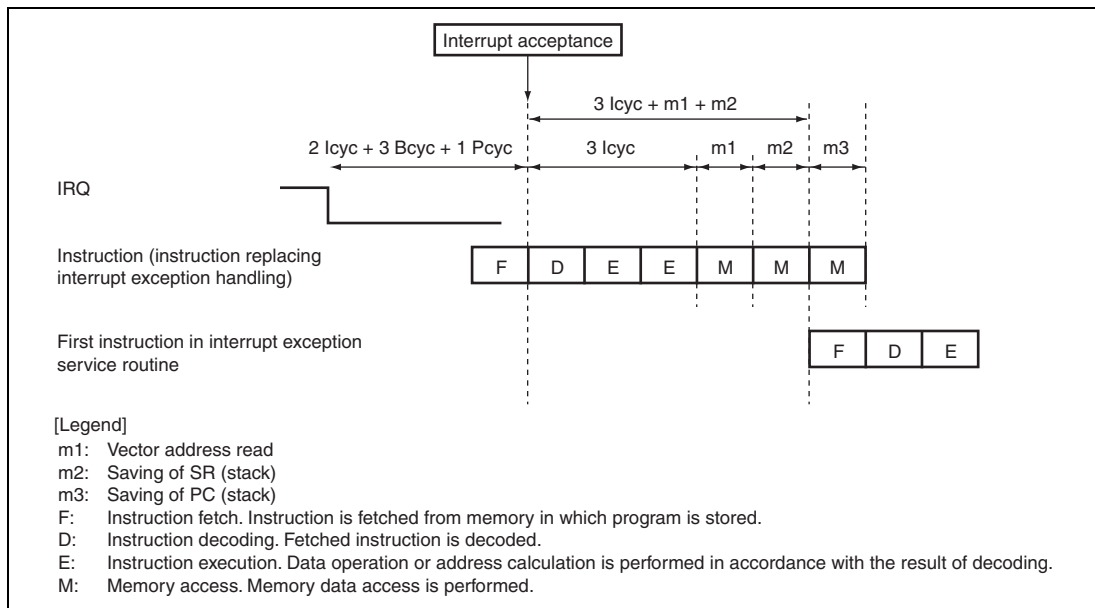 Interrupt acceptance
3 Icyc + m1 + m2
2 Icyc + 3 Bcyc + 1 Pcyc 3 Icyc m1 m2 m3
IRQ
Instruction (instruction replacing
interrupt exception handling)
F D E E M M M
First instruction in interrupt exception
service routine
F D E
[Legend]
m1: Vector address read
m2: Saving of SR (stack)
m3: Saving of PC (stack)
F: Instruction fetch. Instruction is fetched from memory in which program is stored.
D: Instruction decoding. Fetched instruction is decoded.
E: Instruction execution. Data operation or address calculation is performed in accordance with the result of decoding.
M: Memory access. Memory data access is performed.